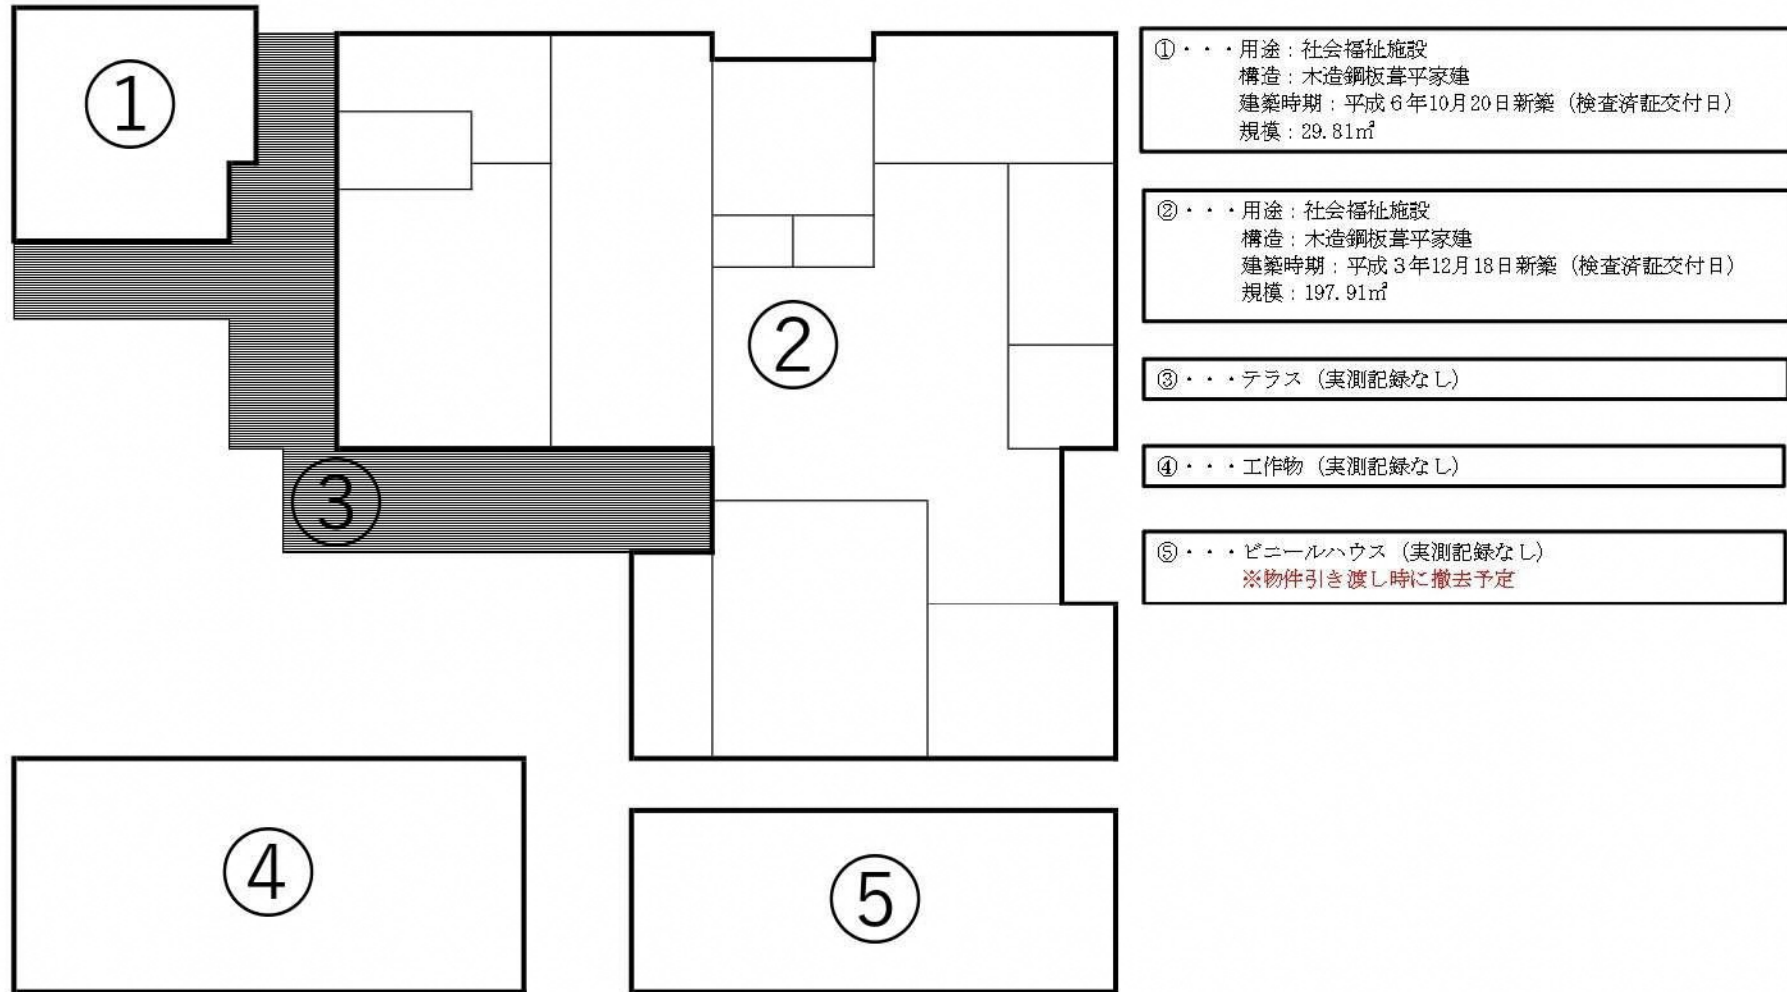 ①
②
③
④
⑤
①・・・用途：社会福祉施設
構造：木造鋼板葺平家建
建築時期：平成６年10月20日新築（検査済証交付日）
規模：29.81㎡
②・・・用途：社会福祉施設
構造：木造鋼板葺平家建
建築時期：平成３年12月18日新築（検査済証交付日）
規模：197.91㎡
③・・・テラス（実測記録なし）
④・・・工作物（実測記録なし）
⑤・・・ビニールハウス（実測記録なし）
※物件引き渡し時に撤去予定